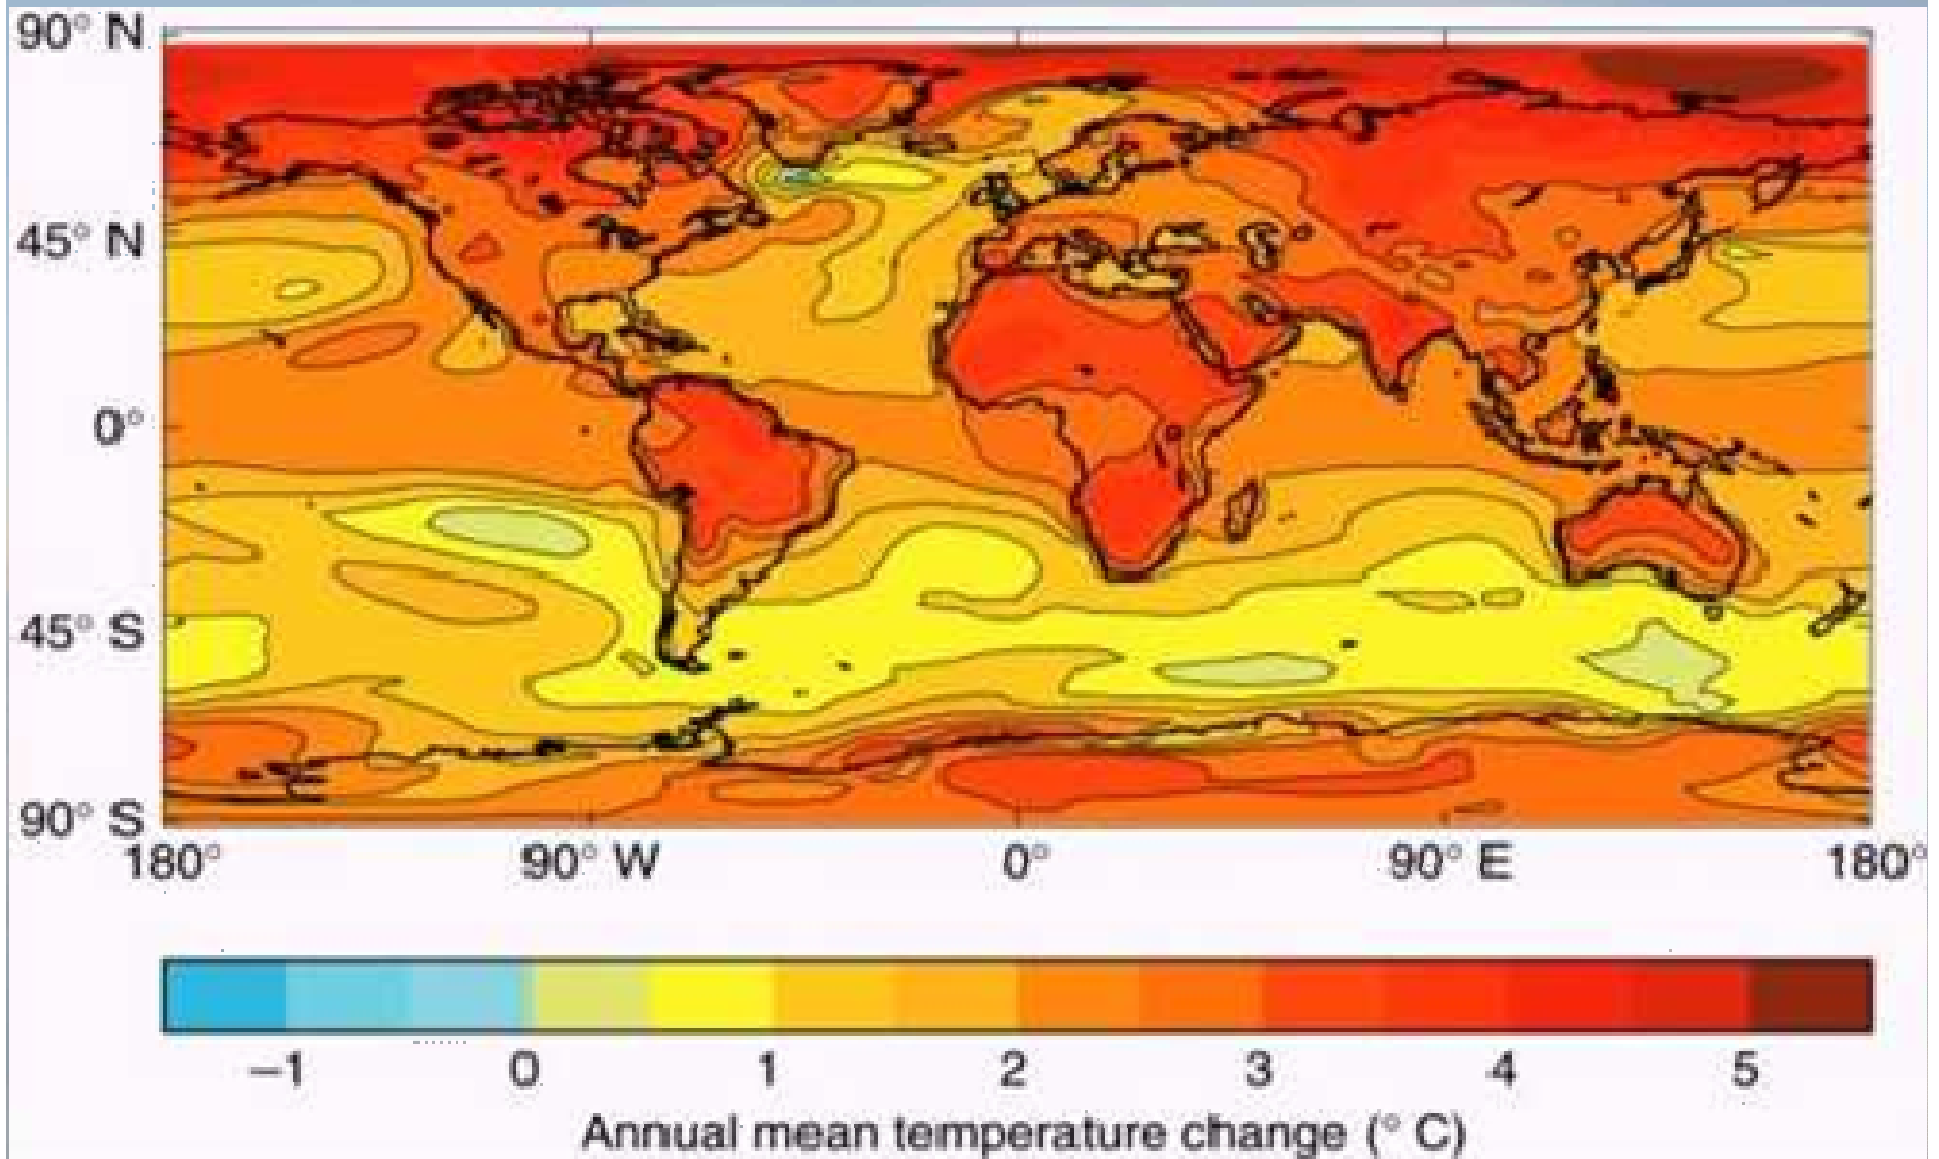 90° N
45° N
0°
45° S
90° S
180° 90° W 0° 90° E 180°
–1 0 1 2 3 4 5
Annual mean temperature change (° C)